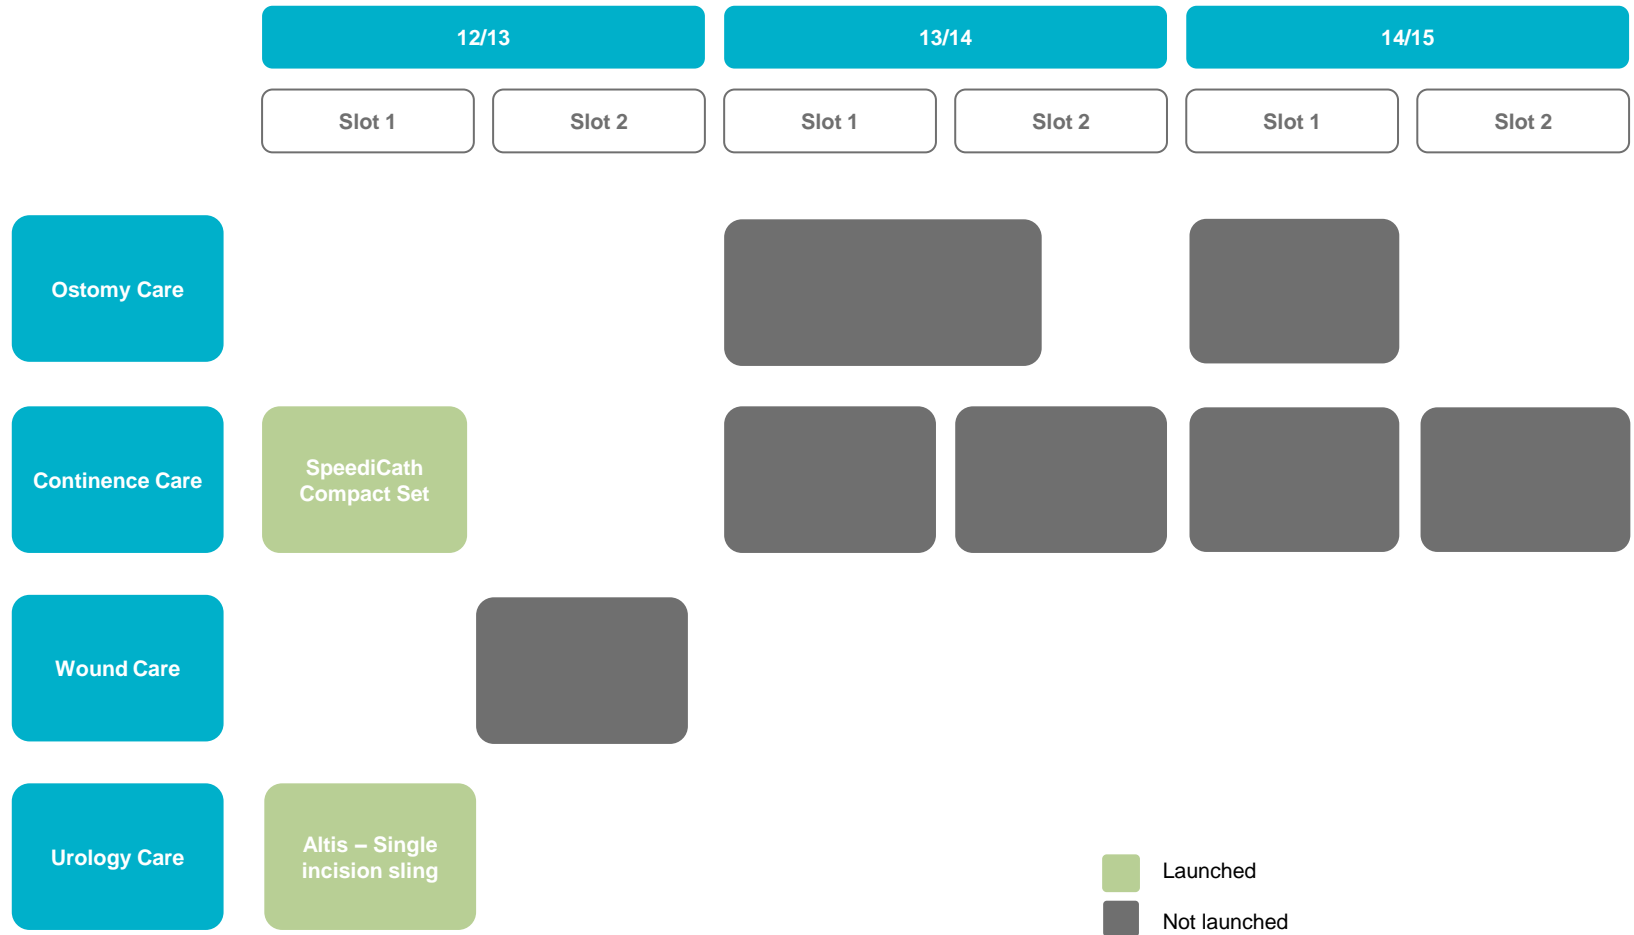 12/13
13/14
14/15
Slot 1
Slot 2
Slot 1
Slot 2
Slot 1
Slot 2
Ostomy Care
Continence Care
SpeediCath
Compact Set
Wound Care
Urology Care
Altis – Single
incision sling
Launched
Not launched